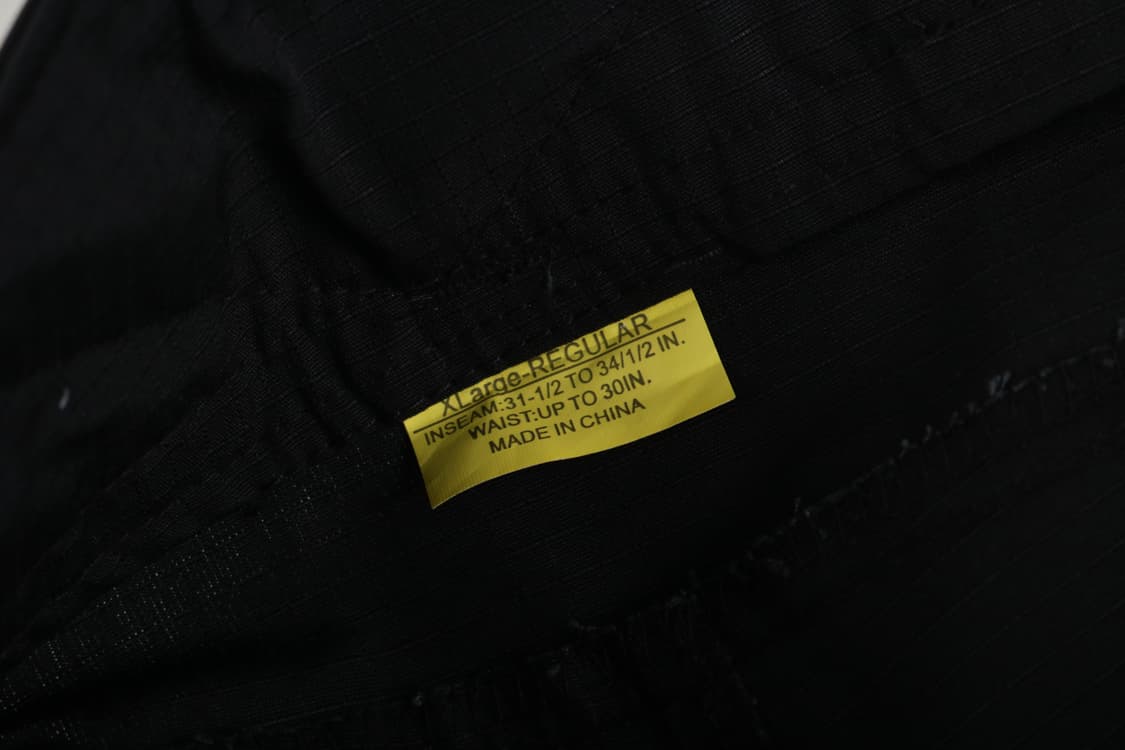 XLarge-REGULAR
INSEAM:31-1/2 TO 34/1/2 IN.
WAIST:UP TO 30IN.
MADE IN CHINA